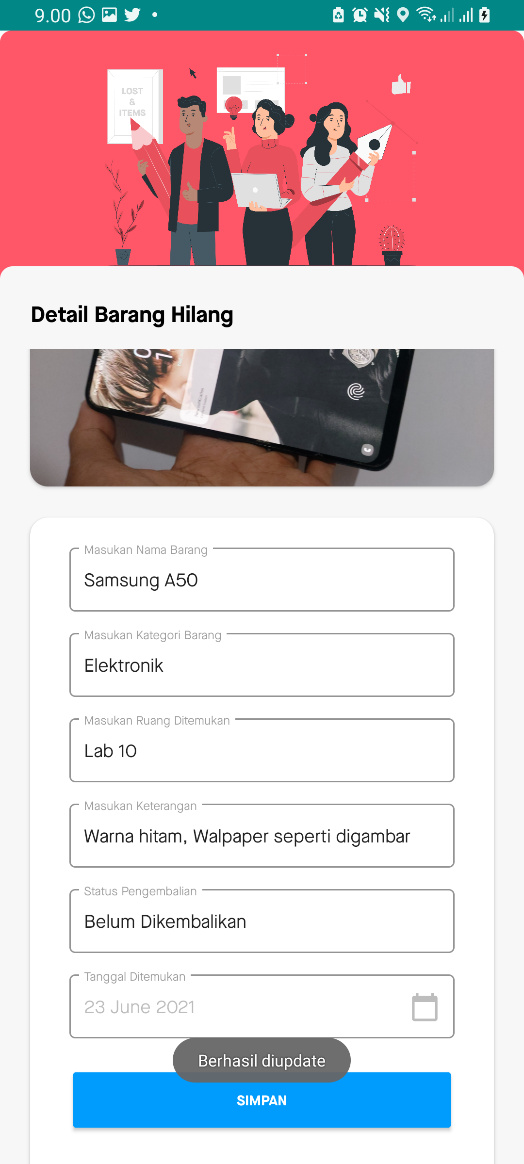 9.00
LOST
&
ITEMS
Detail Barang Hilang
Masukan Nama Barang
Samsung A50
Masukan Kategori Barang
Elektronik
Masukan Ruang Ditemukan
Lab 10
Masukan Keterangan
Warna hitam, Walpaper seperti digambar
Status Pengembalian
Belum Dikembalikan
Tanggal Ditemukan
23 June 2021
Berhasil diupdate
SIMPAN